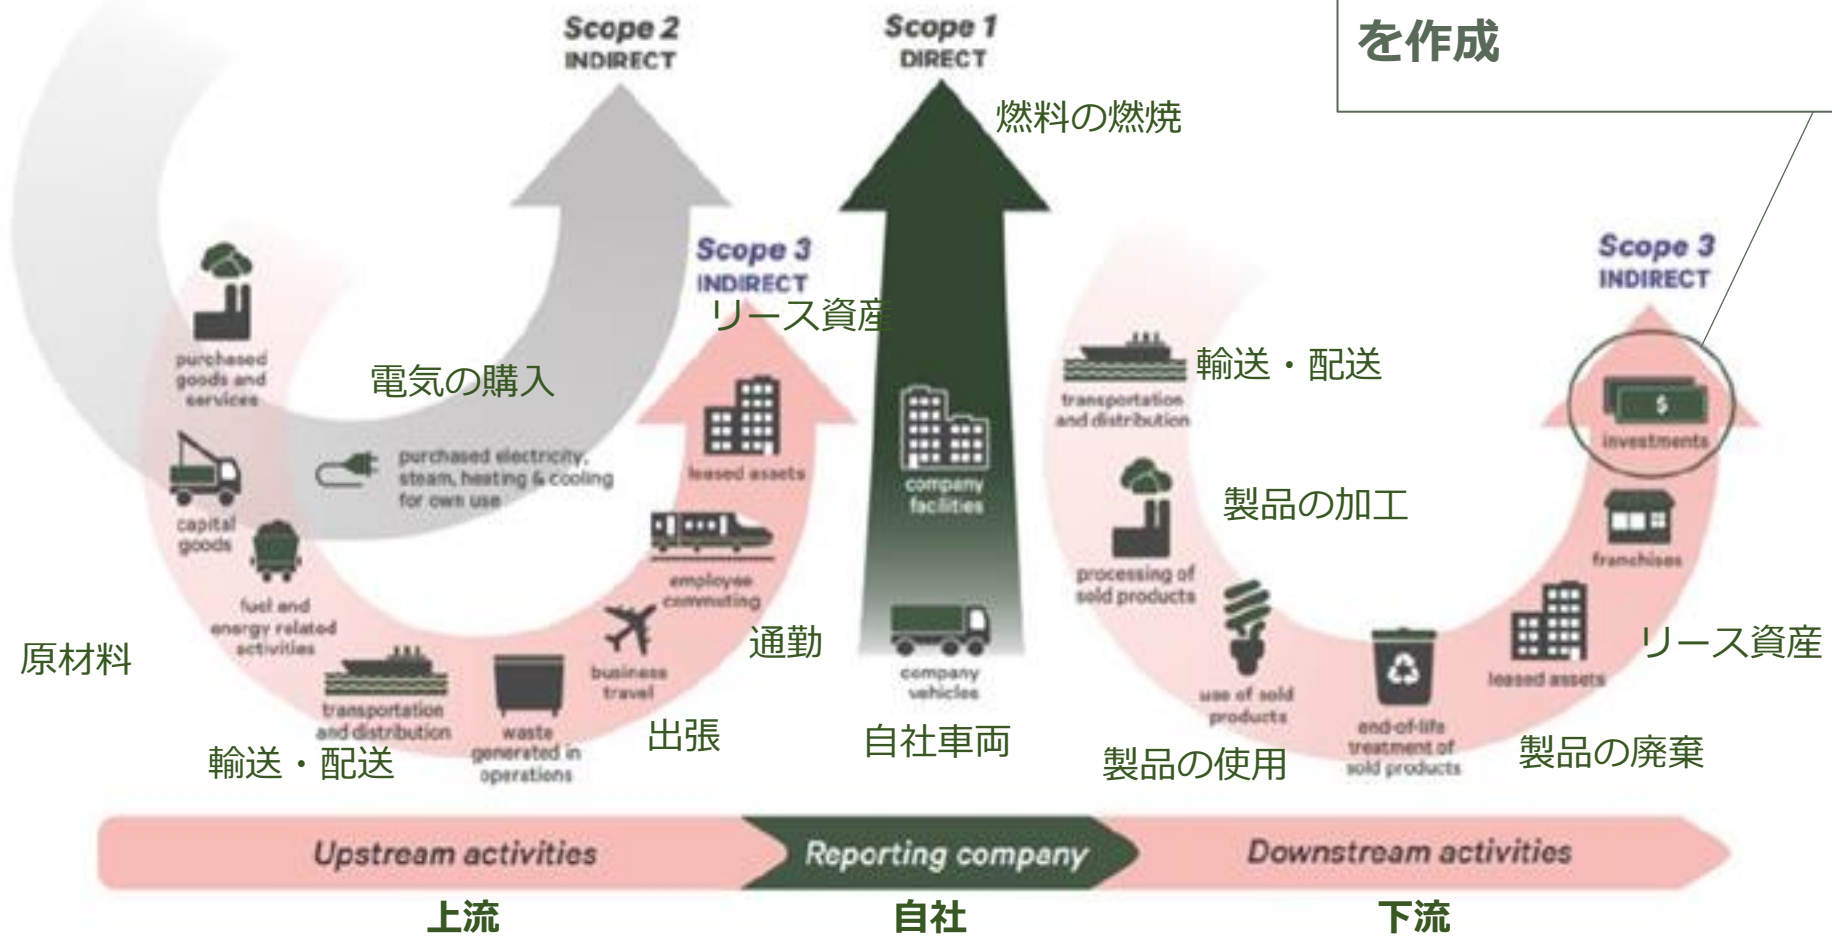 Scope 2
INDIRECT
Scope 1
DIRECT
を作成
燃料の燃焼
Scope 3
INDIRECT
リース資産
Scope 3
INDIRECT
purchased
goods and
services
電気の購入
purchased electricity,
steam, heating & cooling
for own use
leased assets
company
facilities
transportation
and distribution
輸送・配送
$
investments
capital
goods
製品の加工
employee
commuting
processing of
sold products
franchises
fuel and
energy related
activities
原材料
通勤
business
travel
company
vehicles
use of sold
products
leased assets
リース資産
transportation
and distribution
輸送・配送
waste
generated in
operations
出張
自社車両
製品の使用
end-of-life
treatment of
sold products
製品の廃棄
Upstream activities
Reporting company
Downstream activities
上流
自社
下流